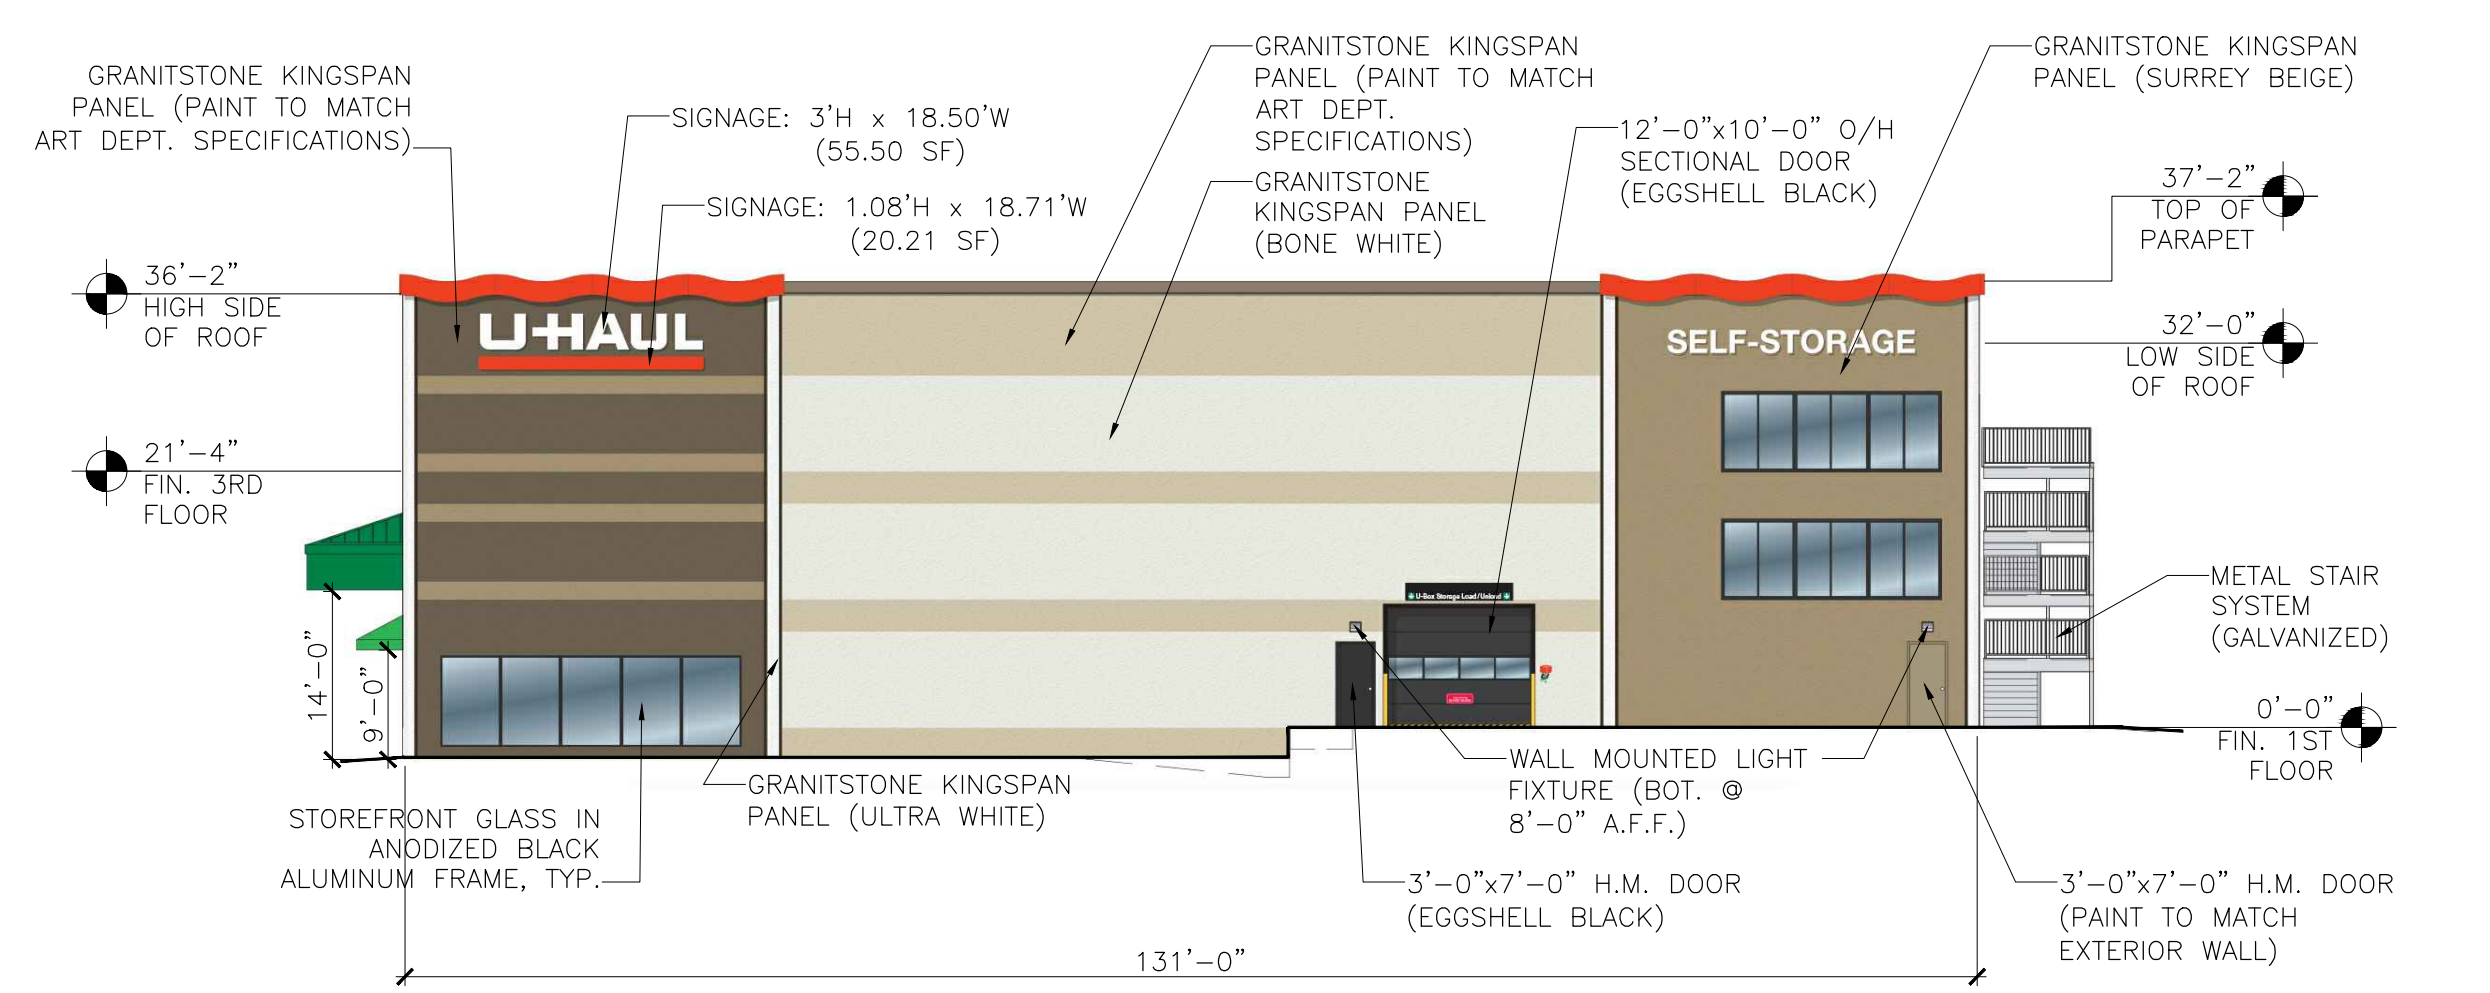 GRANITSTONE KINGSPAN
PANEL (PAINT TO MATCH
ART DEPT. SPECIFICATIONS)
SIGNAGE: 3'H x 18.50'W
(55.50 SF)
SIGNAGE: 1.08'H x 18.71'W
(20.21 SF)
GRANITSTONE KINGSPAN
PANEL (PAINT TO MATCH
ART DEPT.
SPECIFICATIONS)
GRANITSTONE
KINGSPAN PANEL
(BONE WHITE)
12'-0"x10'-0" O/H
SECTIONAL DOOR
(EGGSHELL BLACK)
GRANITSTONE KINGSPAN
PANEL (SURREY BEIGE)
37'-2"
TOP OF
PARAPET
36'-2"
HIGH SIDE
OF ROOF
32'-0"
LOW SIDE
OF ROOF
U-HAUL
SELF-STORAGE
21'-4"
FIN. 3RD
FLOOR
U-Box Storage Load/Unload
METAL STAIR
SYSTEM
(GALVANIZED)
14'-0"
9'-0"
0'-0"
FIN. 1ST
FLOOR
GRANITSTONE KINGSPAN
PANEL (ULTRA WHITE)
WALL MOUNTED LIGHT
FIXTURE (BOT. @
8'-0" A.F.F.)
STOREFRONT GLASS IN
ANODIZED BLACK
ALUMINUM FRAME, TYP.
3'-0"x7'-0" H.M. DOOR
(EGGSHELL BLACK)
3'-0"x7'-0" H.M. DOOR
(PAINT TO MATCH
EXTERIOR WALL)
131'-0"